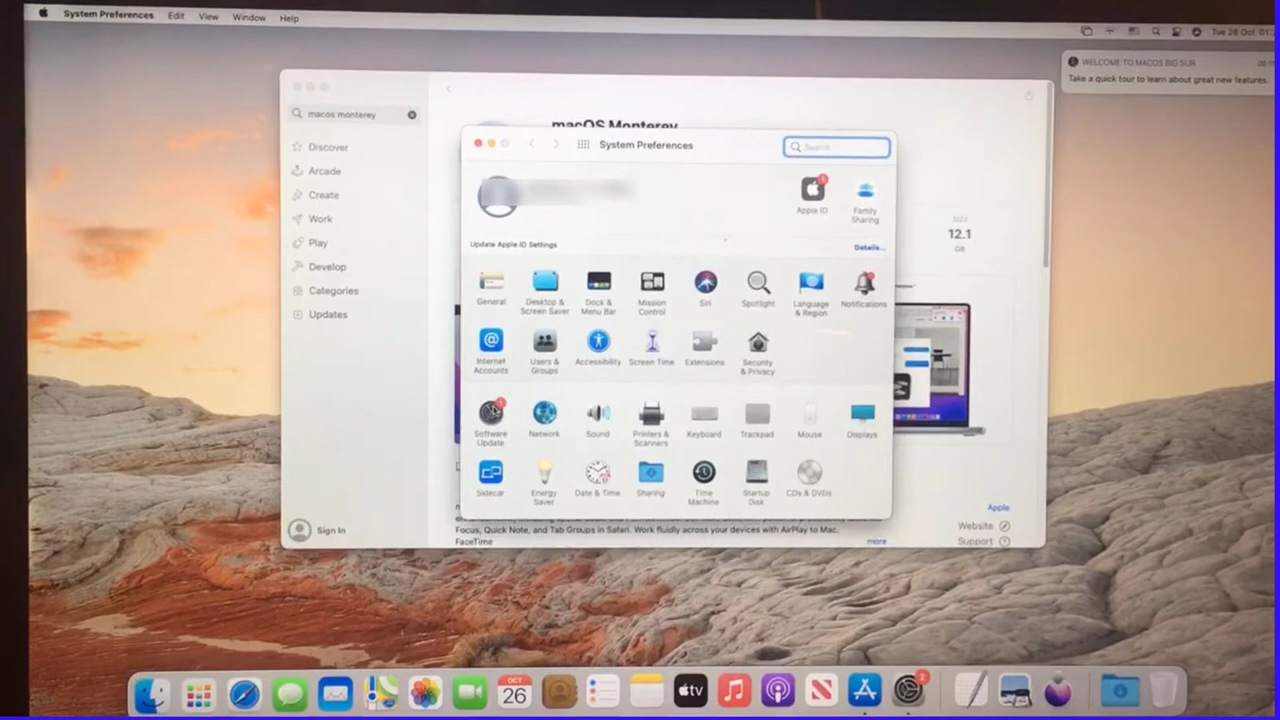 System Preferences Edit View Window Help
Tue 26 Oct
WELCOME TO MACOS BIG SUR
Take a quick tour to learn about great new features.
macos monterey
Discover
Arcade
Create
Work
Play
Develop
Categories
Updates
Sign In
macOS Monterey
SIZE
12.1
GB
System Preferences
Search
1
Apple ID
Family
Sharing
Update Apple ID Settings
Details...
General
Desktop &
Screen Saver
Dock &
Menu Bar
Mission
Control
Siri
Spotlight
Language
& Region
Notifications
Internet
Accounts
Users &
Groups
Accessibility
Screen Time
Extensions
Security
& Privacy
1
Software
Update
Network
Sound
Printers &
Scanners
Keyboard
Trackpad
Mouse
Displays
Sidecar
Energy
Saver
Date & Time
Sharing
Time
Machine
Startup
Disk
CDs & DVDs
Focus, Quick Note, and Tab Groups in Safari. Work fluidly across your devices with AirPlay to Mac.
FaceTime
more
Apple
Website
Support
OCT
26
tv
2